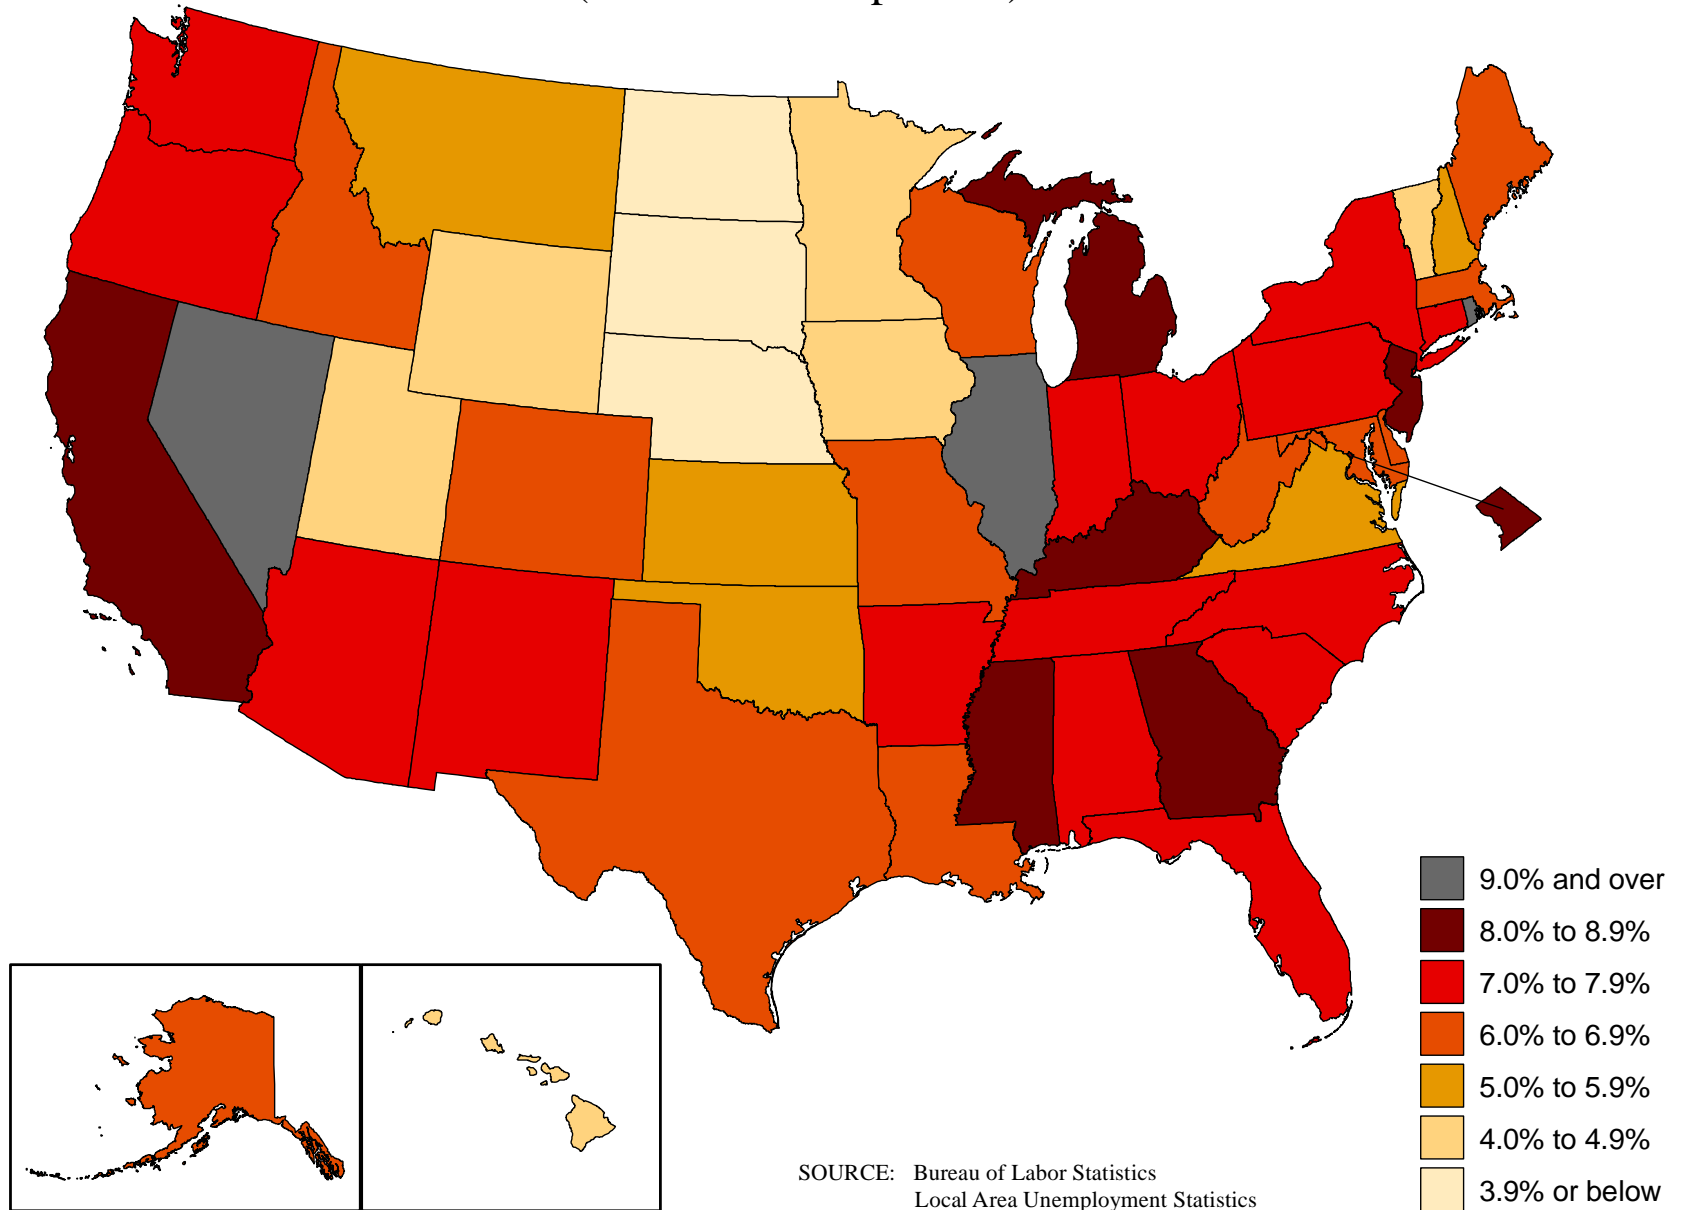 9.0% and over
8.0% to 8.9%
7.0% to 7.9%
6.0% to 6.9%
5.0% to 5.9%
4.0% to 4.9%
3.9% or below
SOURCE: Bureau of Labor Statistics
Local Area Unemployment Statistics